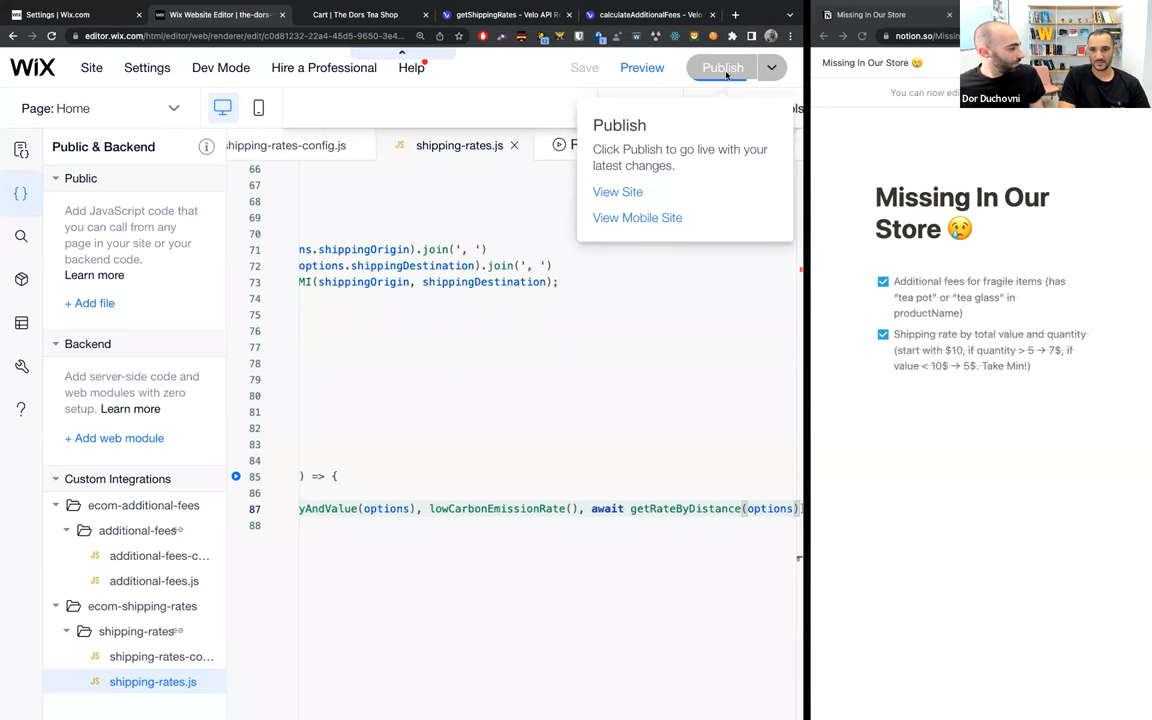 Settings | Wix.com
Wix Website Editor | the-dors-
Cart | The Dors Tea Shop
getShippingRates - Velo API R
calculateAdditionalFees - Velo
Missing In Our Store
editor.wix.com/html/editor/web/renderer/edit/c0d81232-22a4-45d5-9650-3e4...
notion.so/Missin
WiX
Site
Settings
Dev Mode
Hire a Professional
Help
Save
Preview
Publish
Missing In Our Store 😢
You can now edi
Dor Duchovni
Page: Home
ols
Public & Backend
shipping-rates-config.js
JS shipping-rates.js
Publish
Click Publish to go live with your
latest changes.
View Site
View Mobile Site
Public
Add JavaScript code that
you can call from any
page in your site or your
backend code.
Learn more
+ Add file
Backend
Add server-side code and
web modules with zero
setup. Learn more
+ Add web module
Custom Integrations
ecom-additional-fees
additional-fees
JS additional-fees-c...
JS additional-fees.js
ecom-shipping-rates
shipping-rates
JS shipping-rates-co...
JS shipping-rates.js
66
67
68
69
70
71 ns.shippingOrigin).join(', ')
72 options.shippingDestination).join(', ')
73 MI(shippingOrigin, shippingDestination);
74
75
76
77
78
79
80
81
82
83
84
85 ) => {
86
87 yAndValue(options), lowCarbonEmissionRate(), await getRateByDistance(options)]
88
Missing In Our
Store 😢
Additional fees for fragile items (has
"tea pot" or "tea glass" in
productName)
Shipping rate by total value and quantity
(start with $10, if quantity > 5 → 7$, if
value < 10$ → 5$. Take Min!)